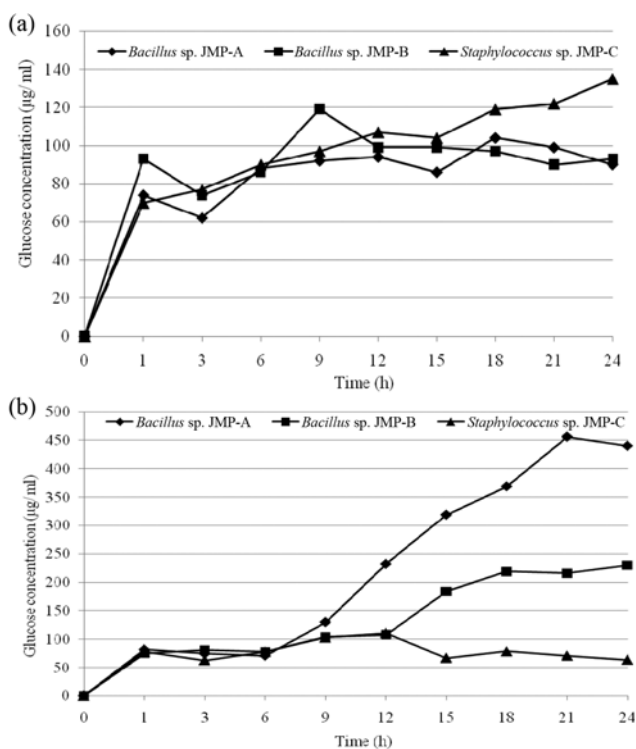 (a)
Bacillus sp. JMP-A Bacillus sp. JMP-B Staphylococcus sp. JMP-C
Glucose concentration (µg/ ml)
160
140
120
100
80
60
40
20
0
0 1 3 6 9 12 15 18 21 24
Time (h)
(b)
Bacillus sp. JMP-A Bacillus sp. JMP-B Staphylococcus sp. JMP-C
Glucose concentration (µg/ ml)
500
450
400
350
300
250
200
150
100
50
0
0 1 3 6 9 12 15 18 21 24
Time (h)